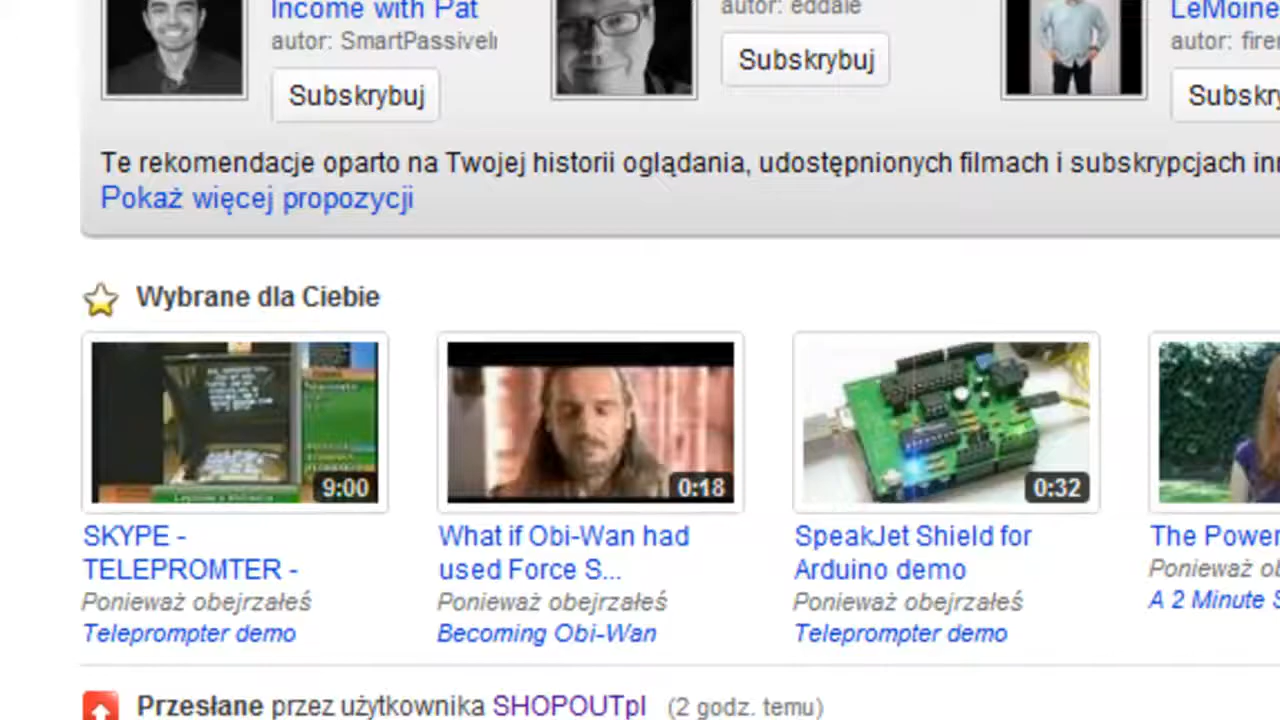 Income with Pat
autor: SmartPassiveIn
Subskrybuj
autor: eddale
Subskrybuj
LeMoine
autor: firer
Subskry
Te rekomendacje oparto na Twojej historii oglądania, udostępnionych filmach i subskrypcjach inn
Pokaż więcej propozycji
Wybrane dla Ciebie
9:00
0:18
0:32
SKYPE -
TELEPROMTER -
Ponieważ obejrzałeś
Teleprompter demo
What if Obi-Wan had
used Force S...
Ponieważ obejrzałeś
Becoming Obi-Wan
SpeakJet Shield for
Arduino demo
Ponieważ obejrzałeś
Teleprompter demo
The Power
Ponieważ ob
A 2 Minute S
Przesłane przez użytkownika SHOPOUTpl (2 godz. temu)